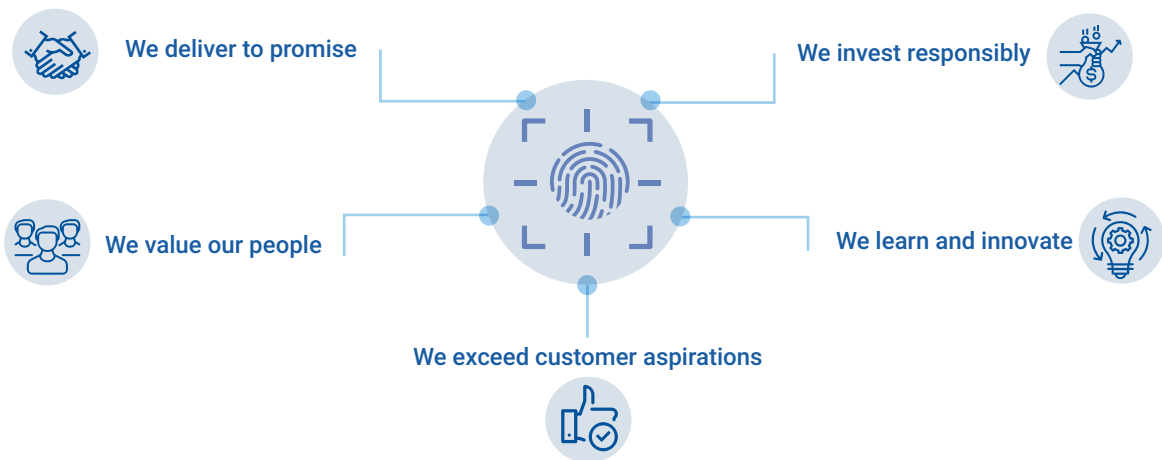 We deliver to promise
We invest responsibly
We value our people
We learn and innovate
We exceed customer aspirations
$